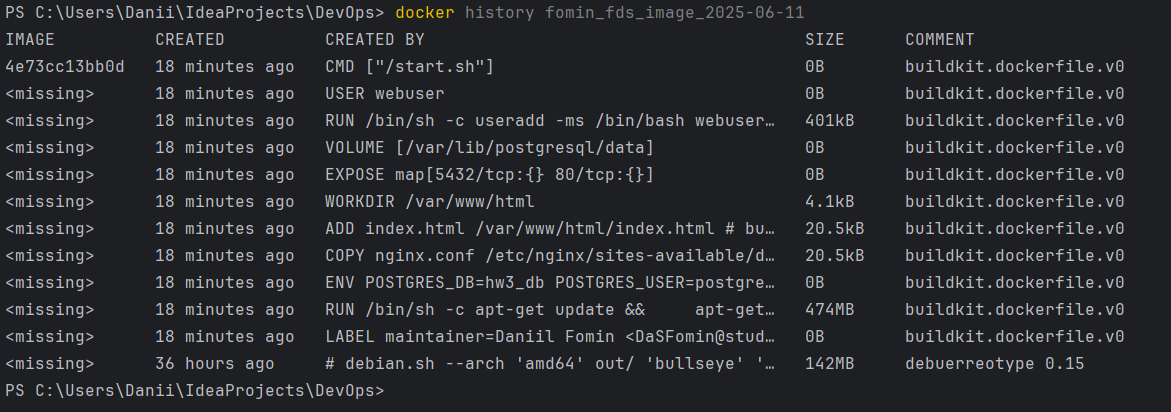 PS C:\Users\Danii\IdeaProjects\DevOps> docker history fomin_fds_image_2025-06-11
IMAGE CREATED CREATED BY SIZE COMMENT
4e73cc13bb0d 18 minutes ago CMD ["/start.sh"] 0B buildkit.dockerfile.v0
<missing> 18 minutes ago USER webuser 0B buildkit.dockerfile.v0
<missing> 18 minutes ago RUN /bin/sh -c useradd -ms /bin/bash webuser… 401kB buildkit.dockerfile.v0
<missing> 18 minutes ago VOLUME [/var/lib/postgresql/data] 0B buildkit.dockerfile.v0
<missing> 18 minutes ago EXPOSE map[5432/tcp:{} 80/tcp:{}] 0B buildkit.dockerfile.v0
<missing> 18 minutes ago WORKDIR /var/www/html 4.1kB buildkit.dockerfile.v0
<missing> 18 minutes ago ADD index.html /var/www/html/index.html # bu… 20.5kB buildkit.dockerfile.v0
<missing> 18 minutes ago COPY nginx.conf /etc/nginx/sites-available/d… 20.5kB buildkit.dockerfile.v0
<missing> 18 minutes ago ENV POSTGRES_DB=hw3_db POSTGRES_USER=postgre… 0B buildkit.dockerfile.v0
<missing> 18 minutes ago RUN /bin/sh -c apt-get update && apt-get… 474MB buildkit.dockerfile.v0
<missing> 18 minutes ago LABEL maintainer=Daniil Fomin <DaSFomin@stud… 0B buildkit.dockerfile.v0
<missing> 36 hours ago # debian.sh --arch 'amd64' out/ 'bullseye' '… 142MB debuerreotype 0.15
PS C:\Users\Danii\IdeaProjects\DevOps>